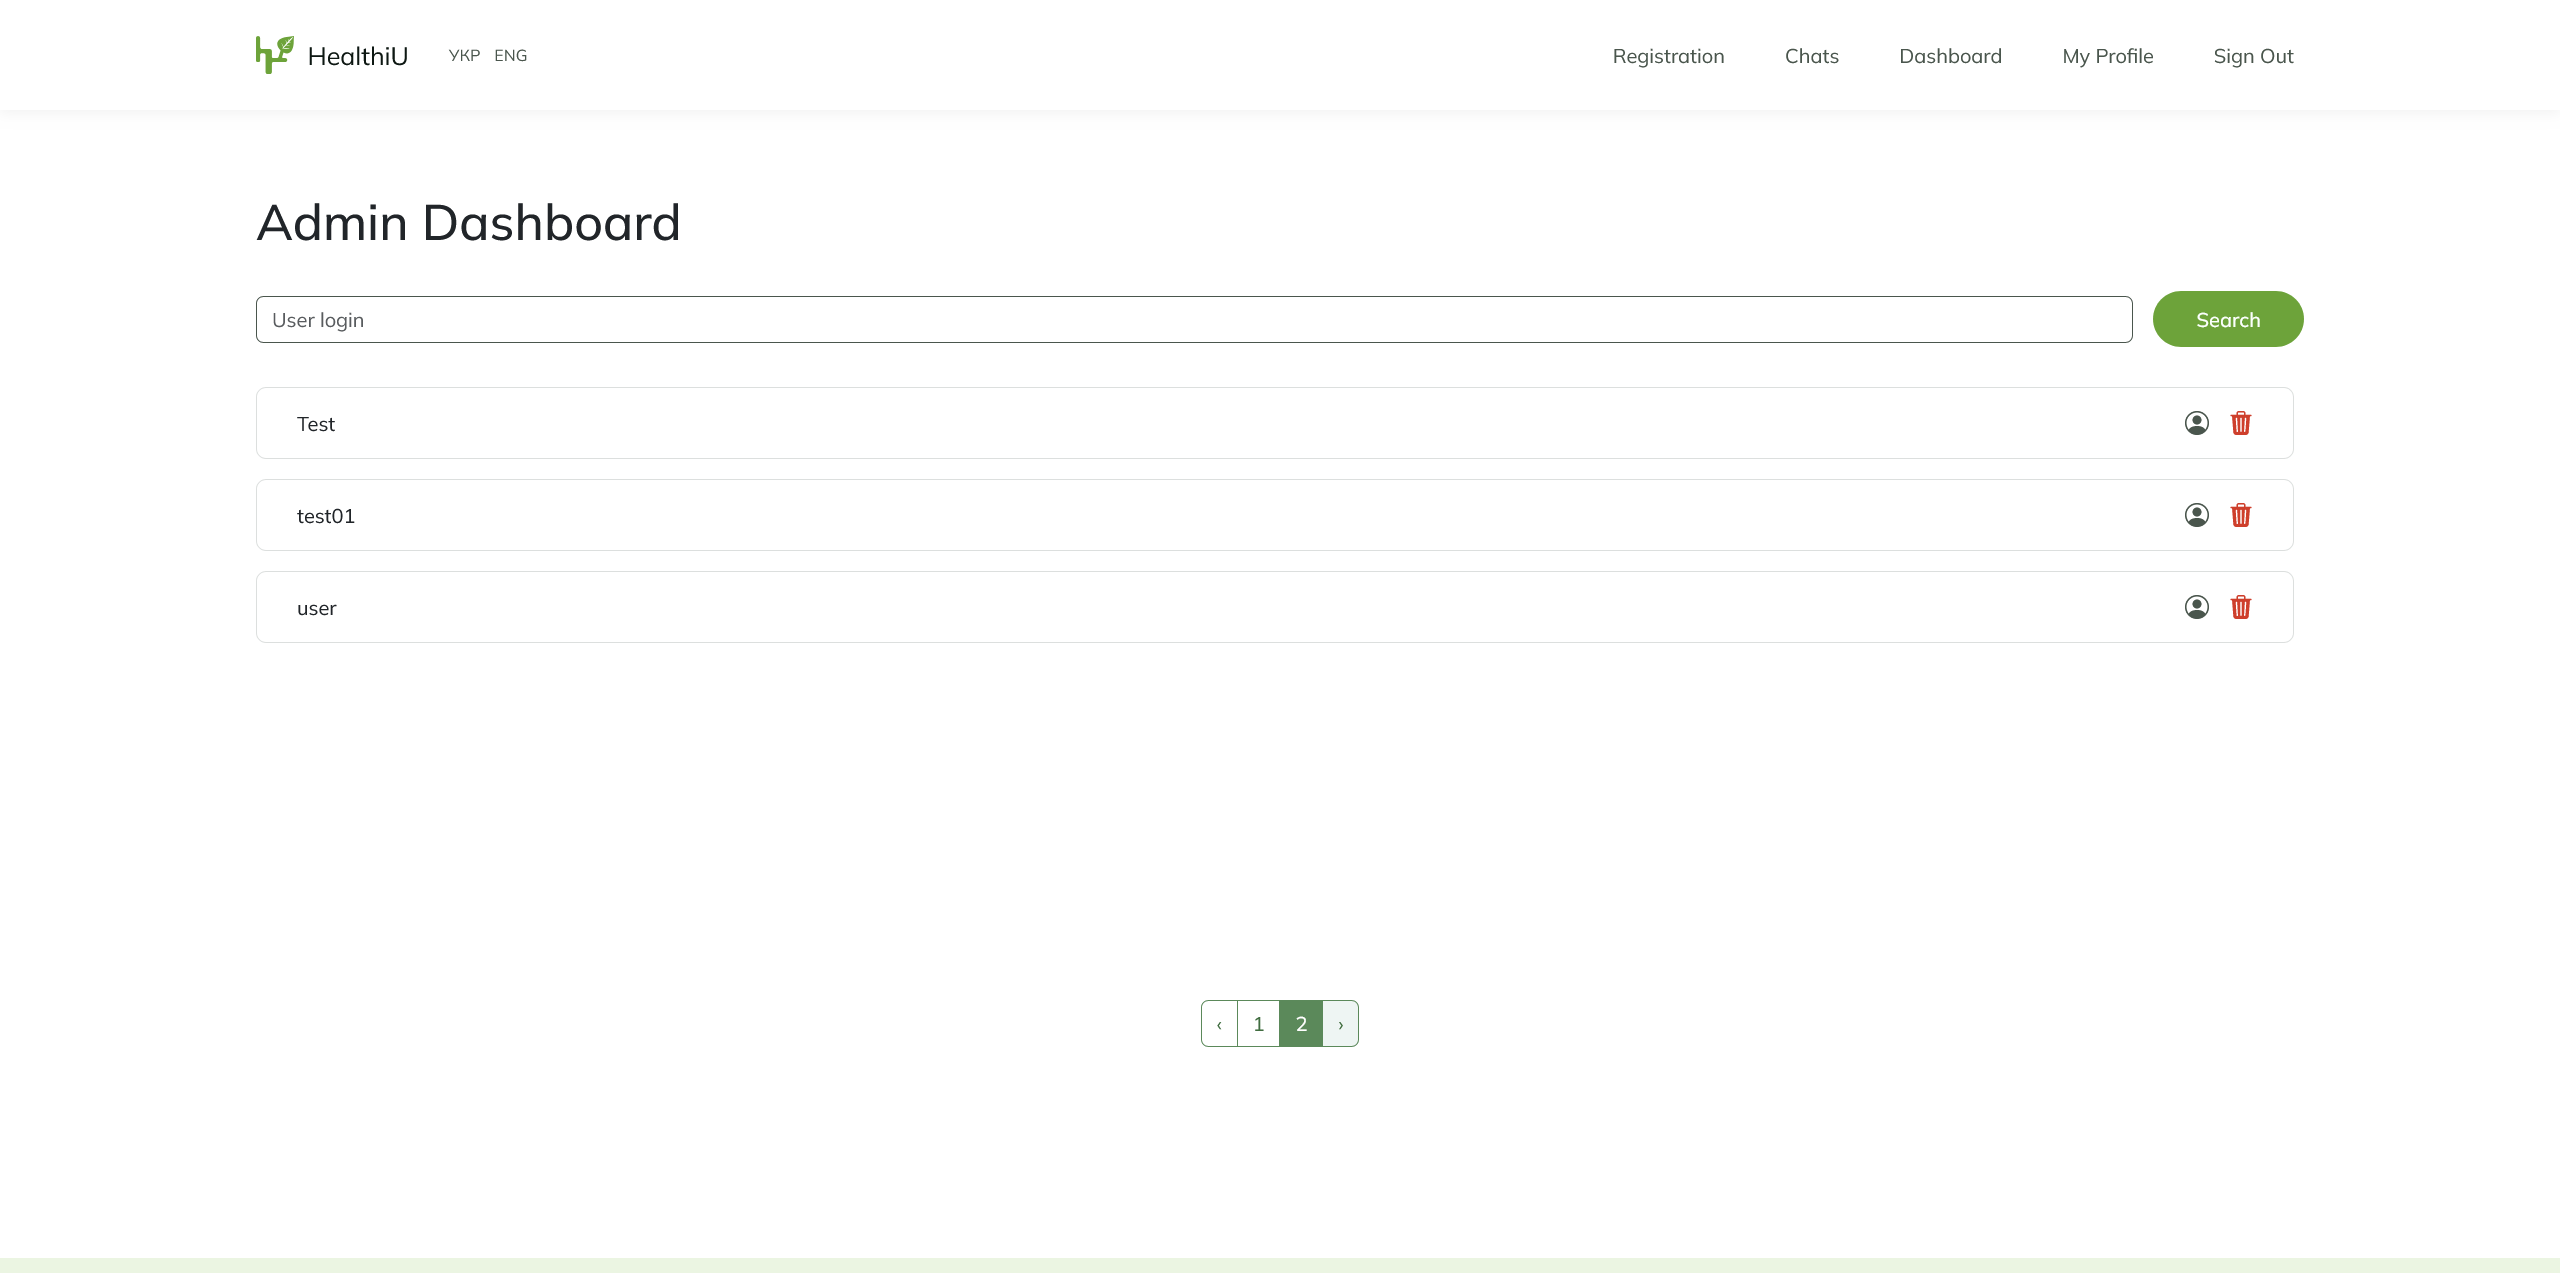 HealthiU УКР ENG Registration Chats Dashboard My Profile Sign Out
Admin Dashboard
User login Search
Test
test01
user
‹ 1 2 ›